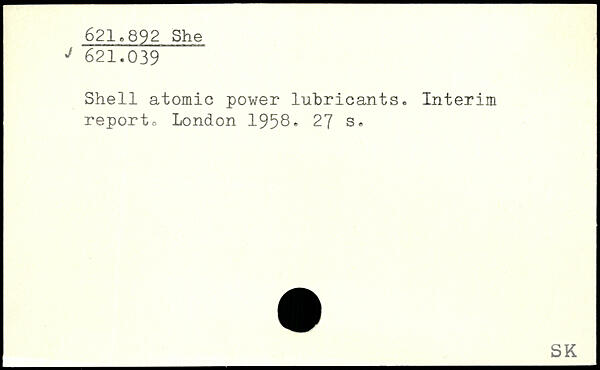 621.892 She
✓ 621.039
Shell atomic power lubricants. Interim
report. London 1958. 27 s.
SK